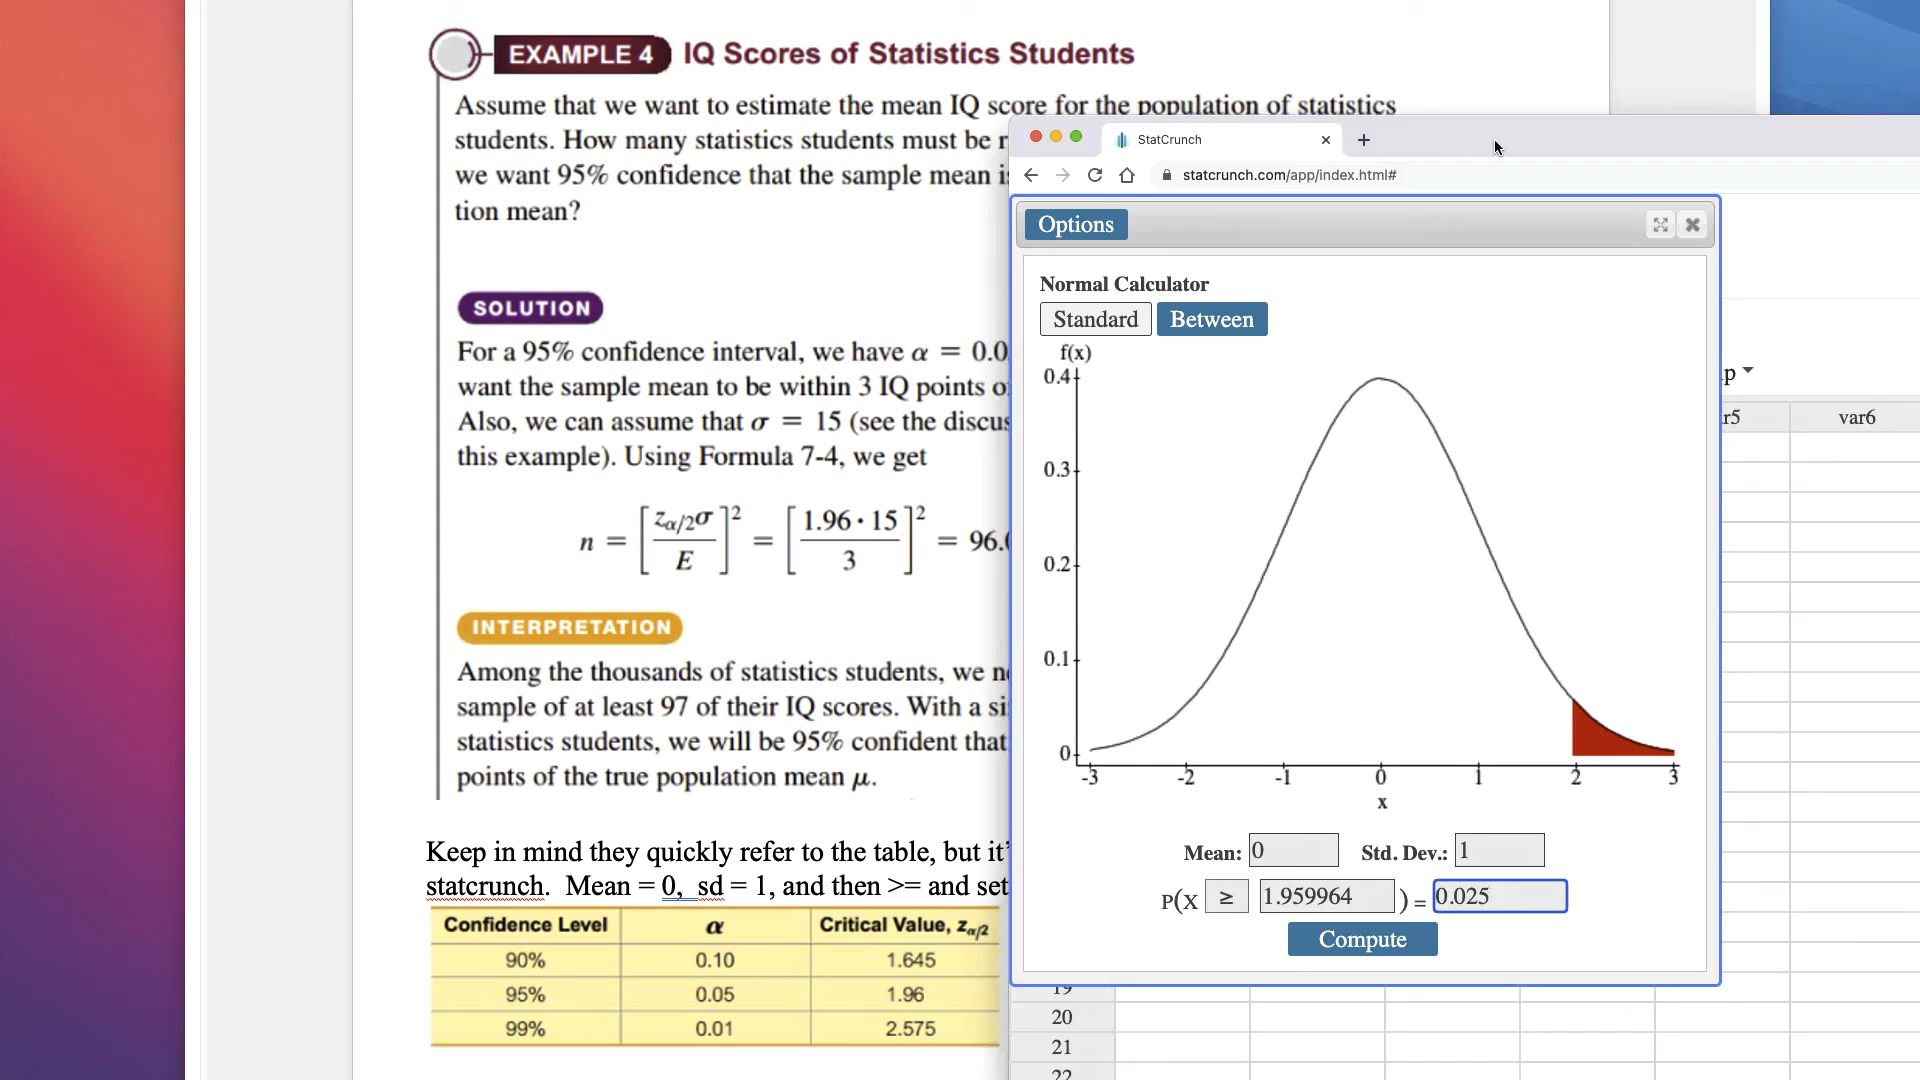 EXAMPLE 4 IQ Scores of Statistics Students
Assume that we want to estimate the mean IQ score for the population of statistics
students. How many statistics students must be
we want 95% confidence that the sample mean
tion mean?
SOLUTION
For a 95% confidence interval, we have α = 0.0
want the sample mean to be within 3 IQ points
Also, we can assume that σ = 15 (see the
this example). Using Formula 7-4, we get
n = [zα/2σ / E]² = [1.96 · 15 / 3]² = 96.
INTERPRETATION
Among the thousands of statistics students, we
sample of at least 97 of their IQ scores. With a
statistics students, we will be 95% confident that
points of the true population mean μ.
Keep in mind they quickly refer to the table, but it’
statcrunch. Mean = 0, sd = 1, and then >= and set
Confidence Level α Critical Value, zα/2
90% 0.10 1.645
95% 0.05 1.96
99% 0.01 2.575
StatCrunch
statcrunch.com/app/index.html#
Options
Normal Calculator
Standard Between
f(x)
0.4
0.3
0.2
0.1
0
-3 -2 -1 0 1 2 3
x
Mean: 0 Std. Dev.: 1
P(X ≥ 1.959964 ) = 0.025
Compute
p
r5 var6
19
20
21
22